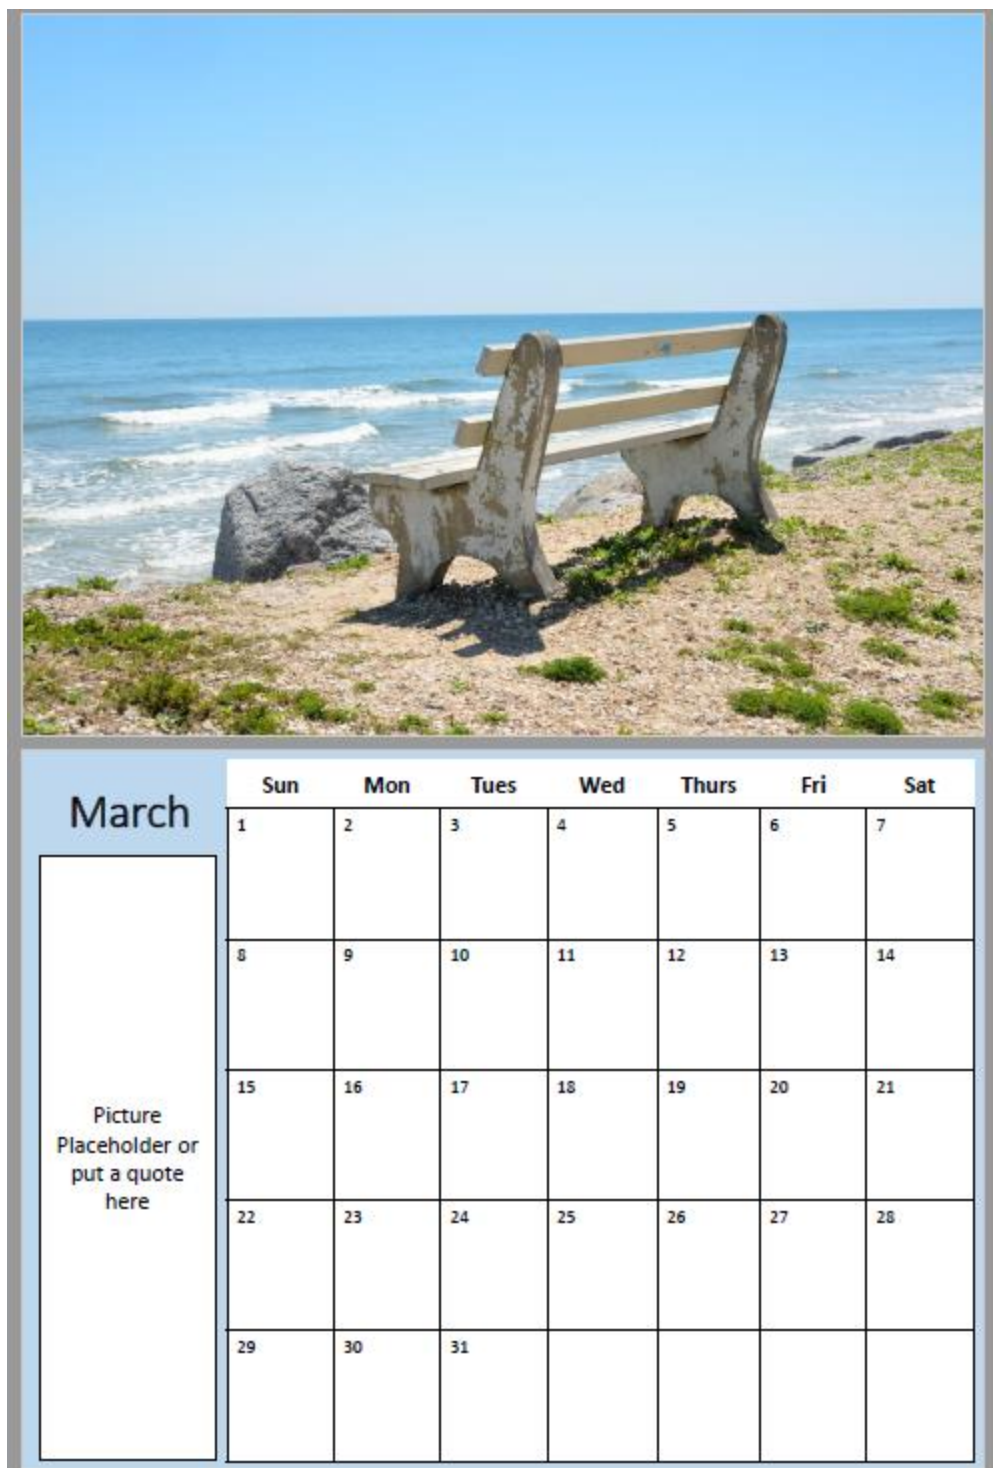 March
Sun Mon Tues Wed Thurs Fri Sat
1 2 3 4 5 6 7
8 9 10 11 12 13 14
15 16 17 18 19 20 21
22 23 24 25 26 27 28
29 30 31
Picture
Placeholder or
put a quote
here